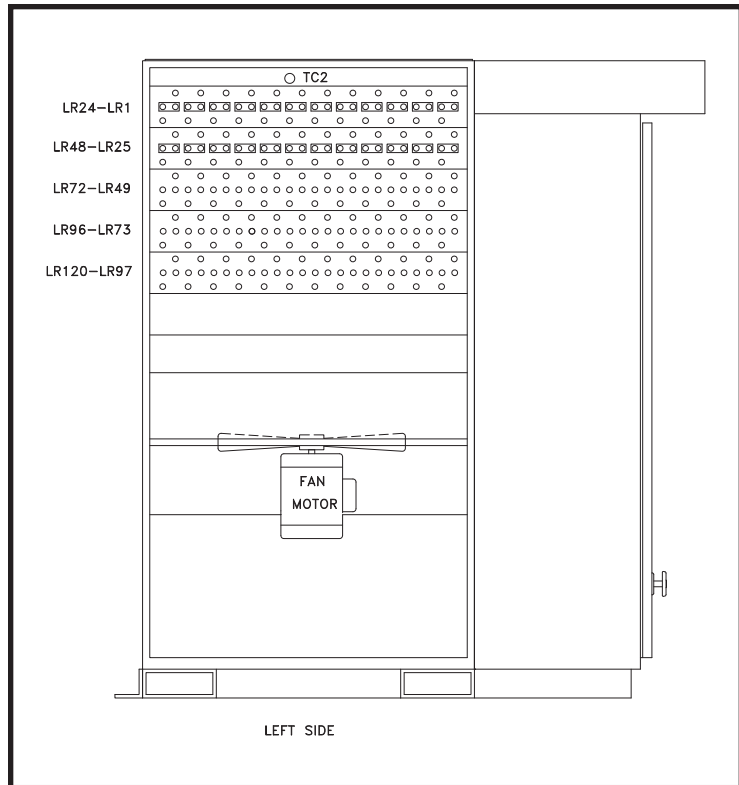 TC2
LR24-LR1
LR48-LR25
LR72-LR49
LR96-LR73
LR120-LR97
FAN
MOTOR
LEFT SIDE